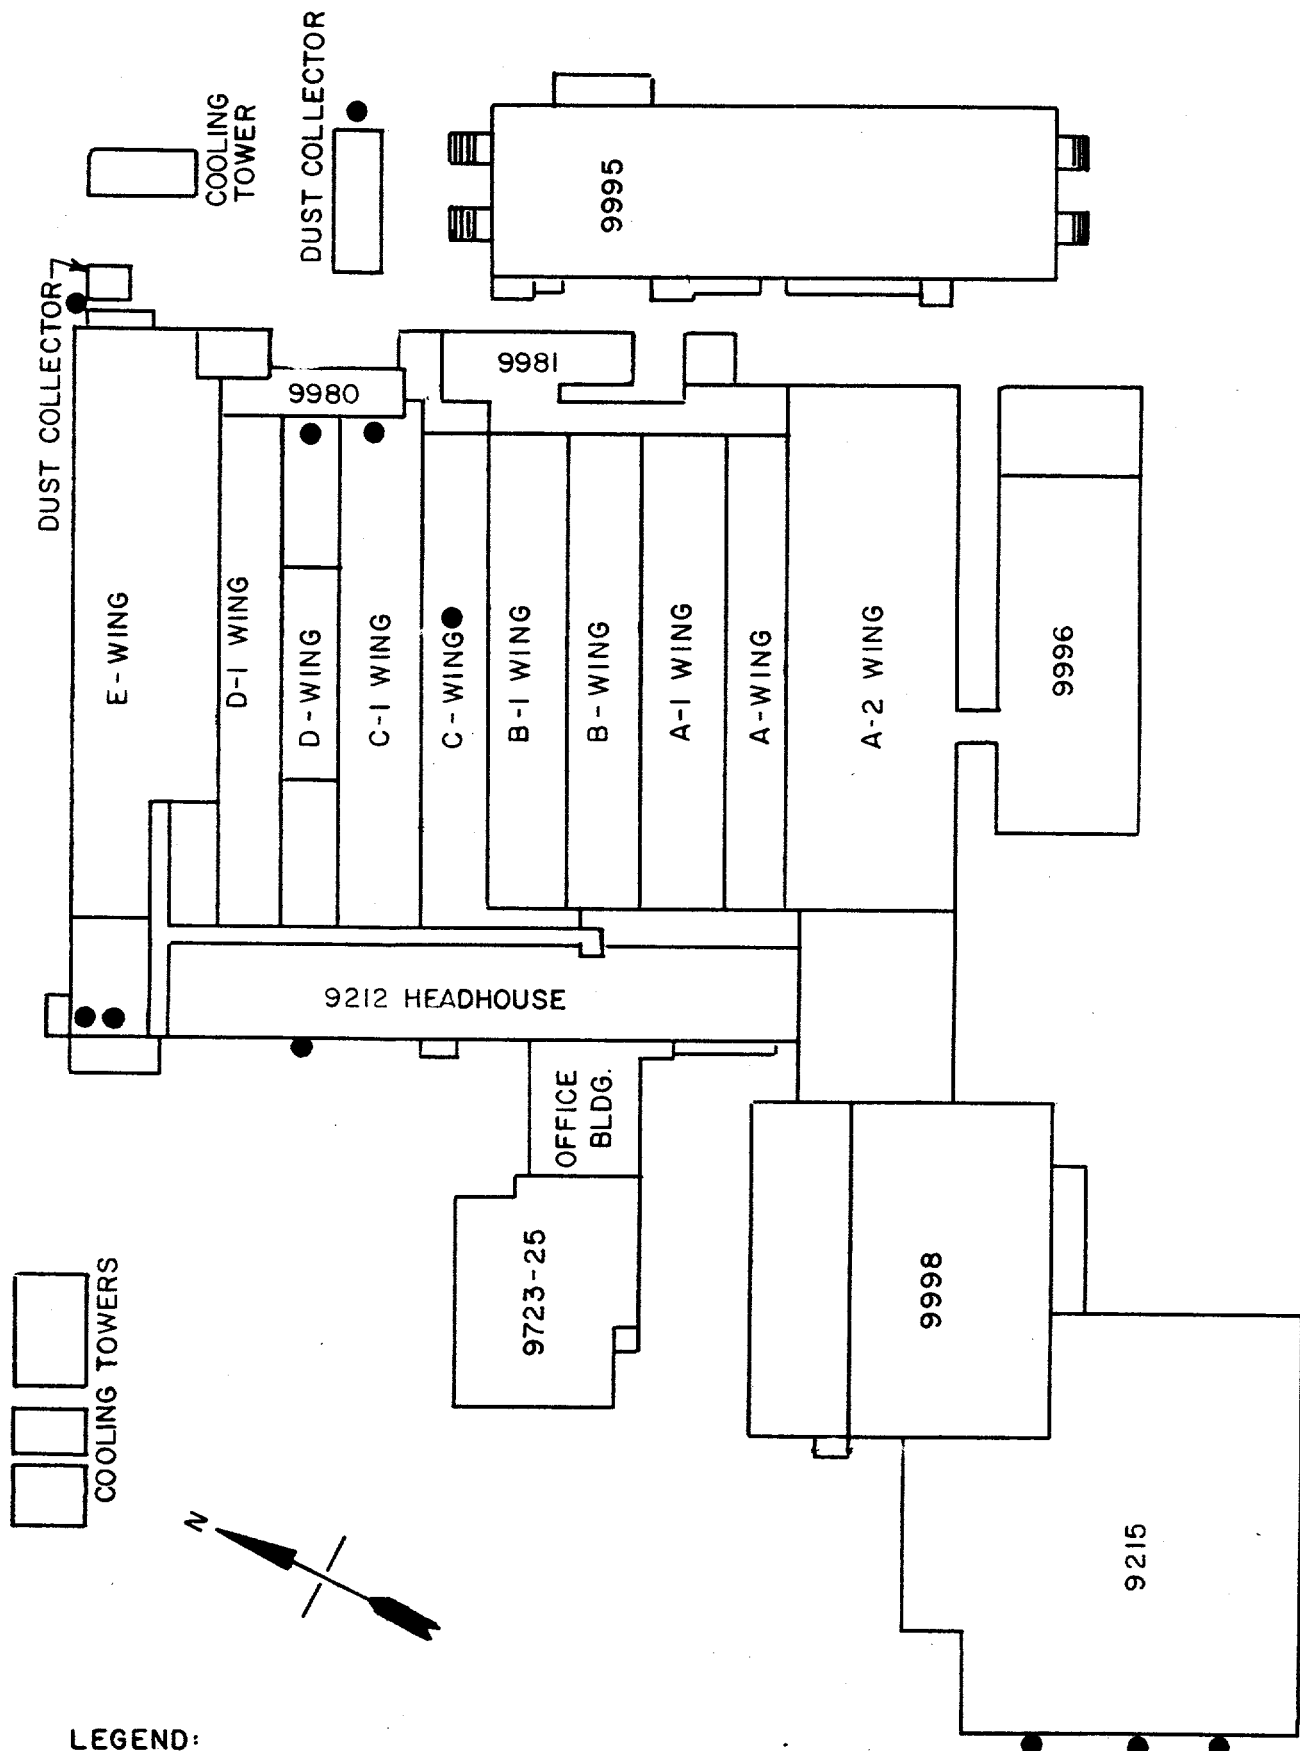 COOLING
TOWER
DUST COLLECTOR
DUST COLLECTOR
9995
9980
9981
E-WING
D-1 WING
D-WING
C-1 WING
C-WING
B-1 WING
B-WING
A-1 WING
A-WING
A-2 WING
9996
9212 HEADHOUSE
OFFICE
BLDG.
9723-25
9998
COOLING TOWERS
N
9215
LEGEND: